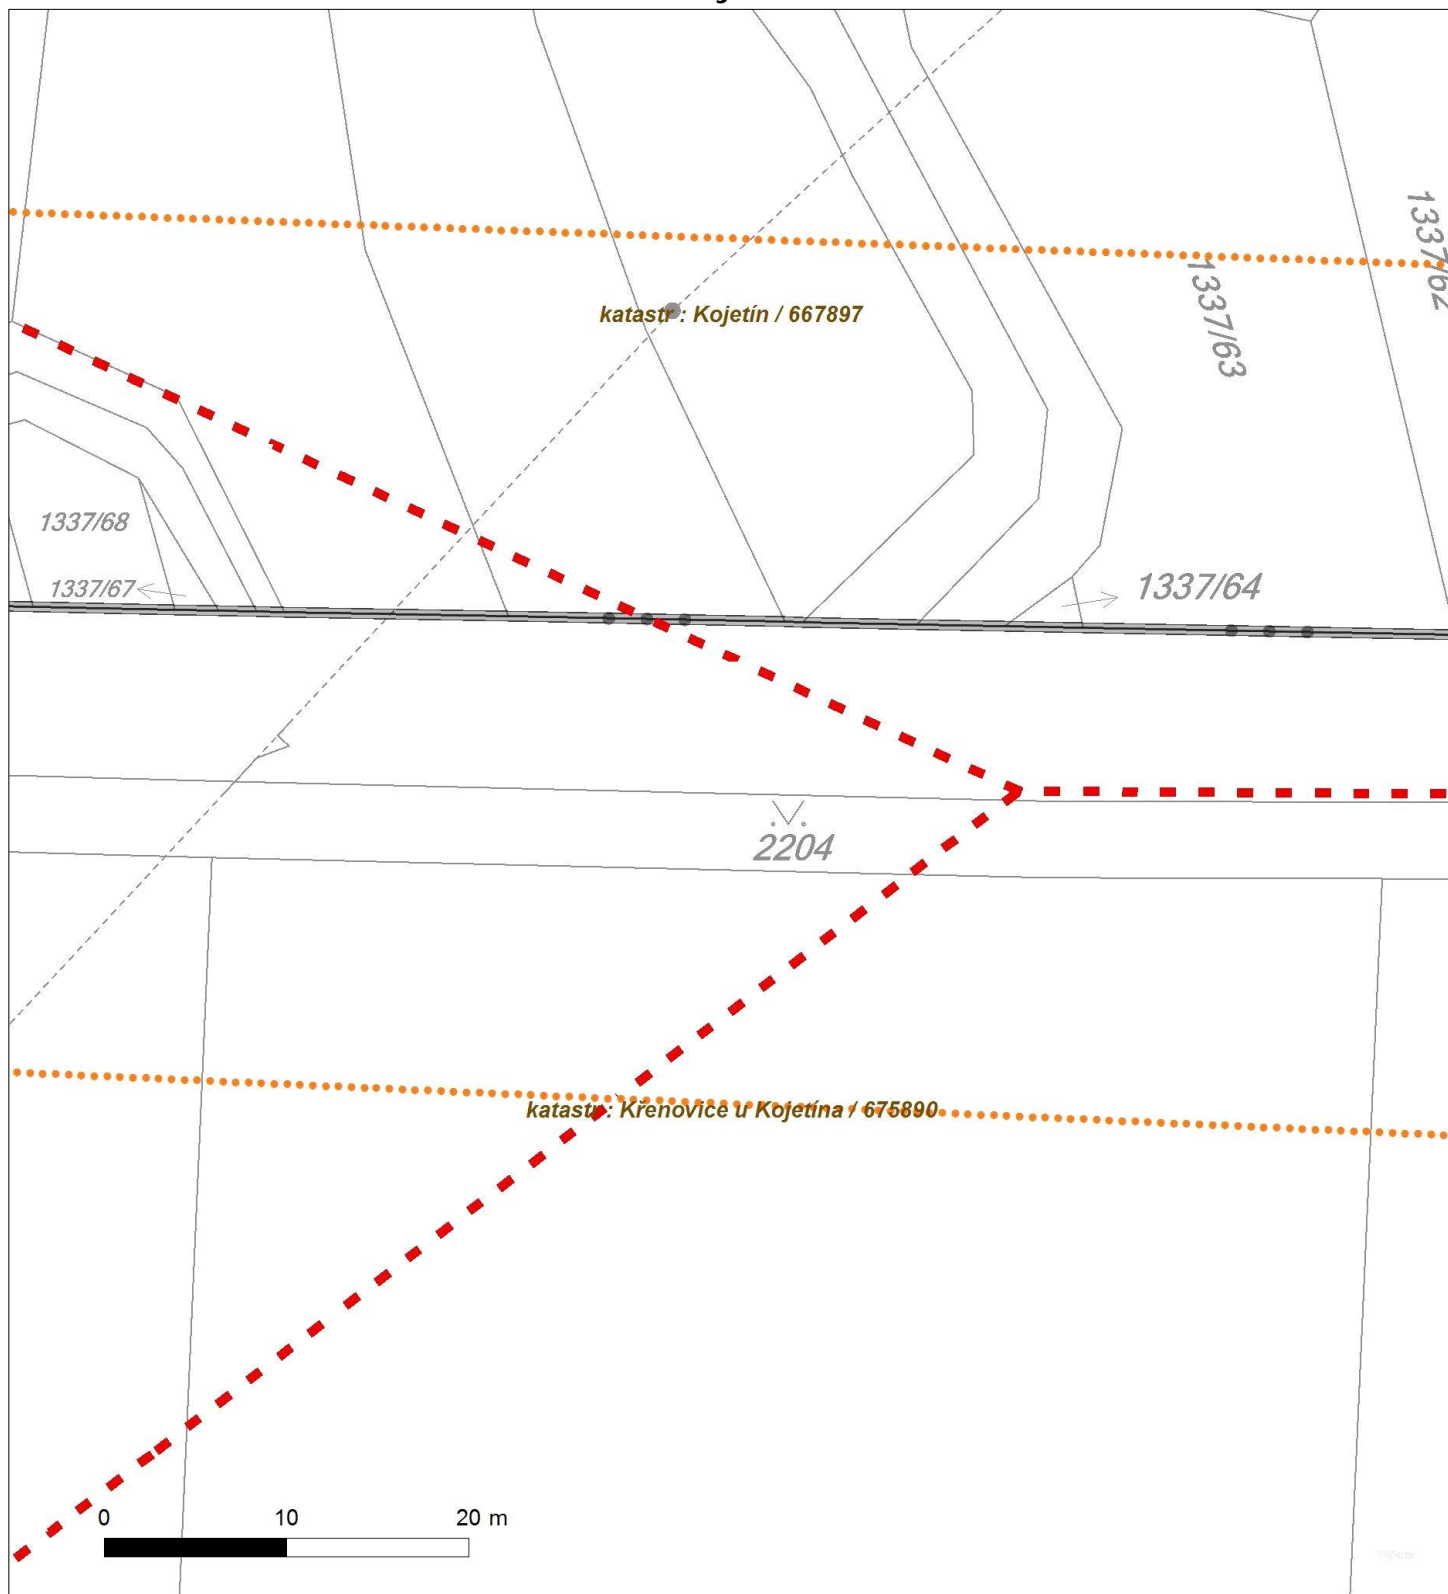 1337/62
1337/63
katastr : Kojetín / 667897
1337/68
1337/67
1337/64
2204
katastr : Křenovice u Kojetína / 675890
0 10 20 m